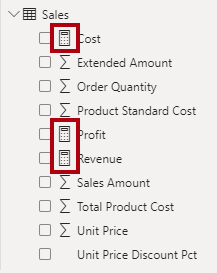 Sales
Cost
Extended Amount
Order Quantity
Product Standard Cost
Profit
Revenue
Sales Amount
Total Product Cost
Unit Price
Unit Price Discount Pct